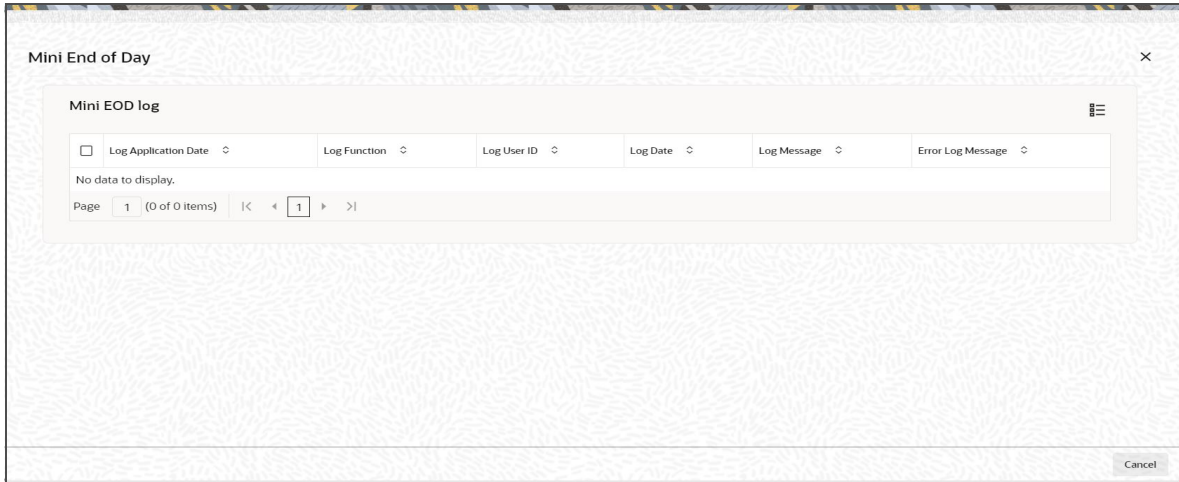 Mini End of Day
Mini EOD log
Log Application Date Log Function Log User ID Log Date Log Message Error Log Message
No data to display.
Page 1 (0 of 0 items) 1
Cancel